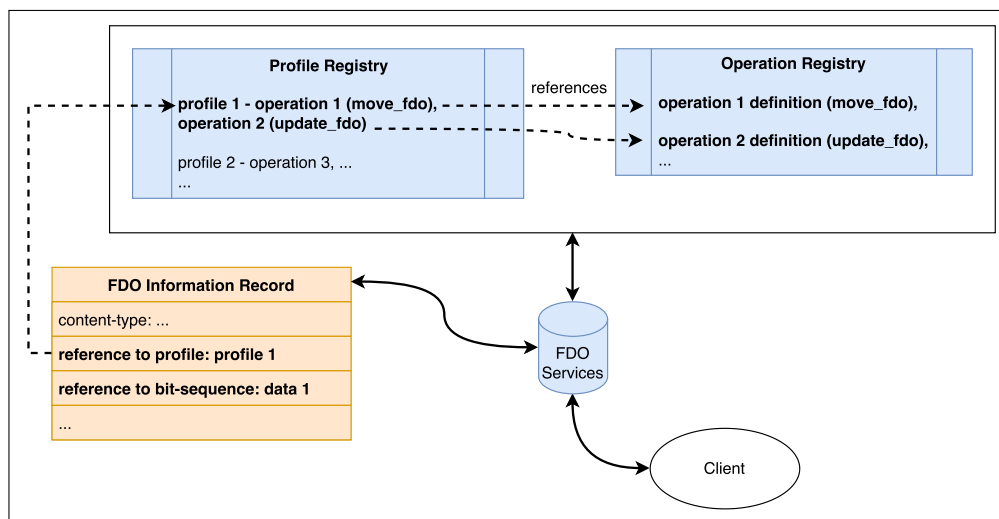 Profile Registry
profile 1 - operation 1 (move_fdo),
operation 2 (update_fdo)
profile 2 - operation 3, ...
...
references
Operation Registry
operation 1 definition (move_fdo),
operation 2 definition (update_fdo),
...
FDO Information Record
content-type: ...
reference to profile: profile 1
reference to bit-sequence: data 1
...
FDO
Services
Client